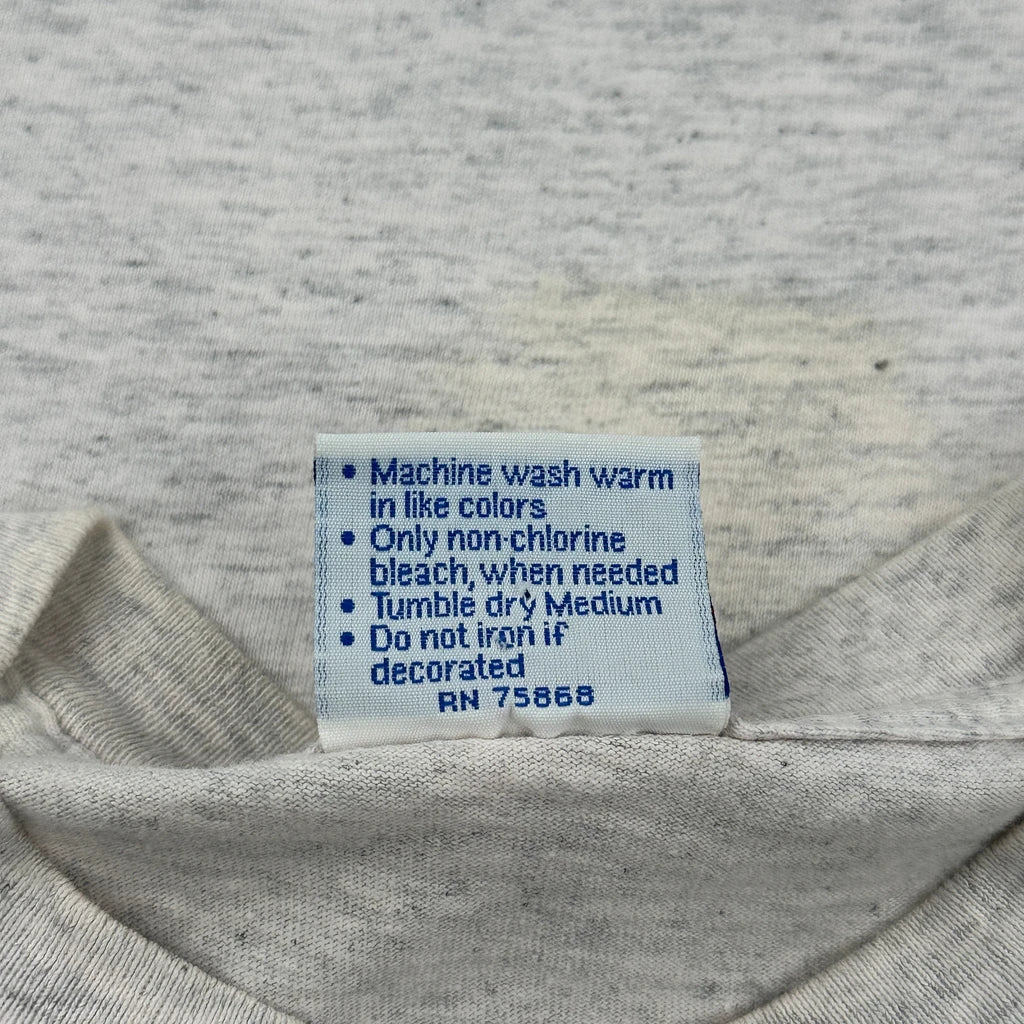 • Machine wash warm
in like colors
• Only non-chlorine
bleach, when needed
• Tumble dry Medium
• Do not iron if
decorated
RN 75868